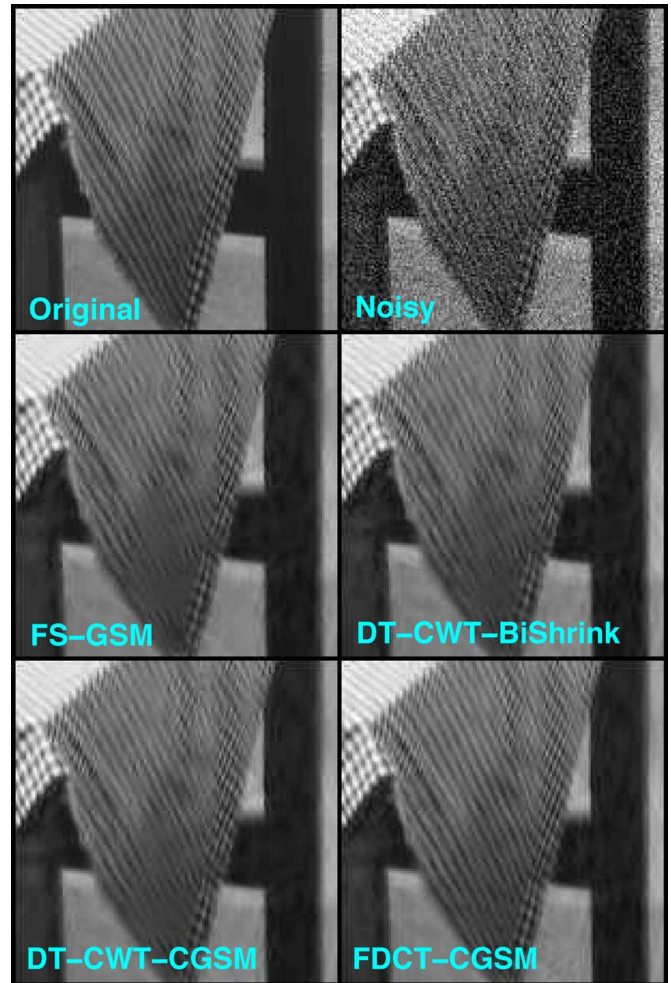 Original
Noisy
FS–GSM
DT–CWT–BiShrink
DT–CWT–CGSM
FDCT–CGSM